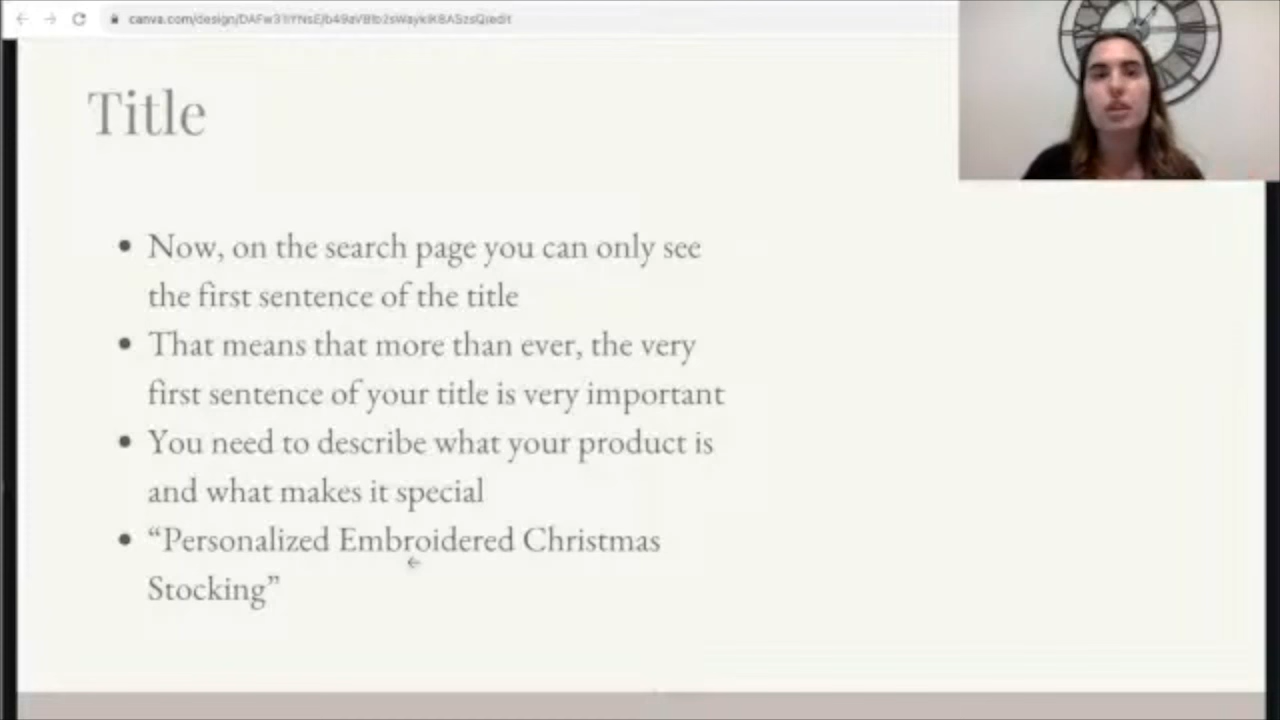 Title
• Now, on the search page you can only see
the first sentence of the title
• That means that more than ever, the very
first sentence of your title is very important
• You need to describe what your product is
and what makes it special
• “Personalized Embroidered Christmas
Stocking”